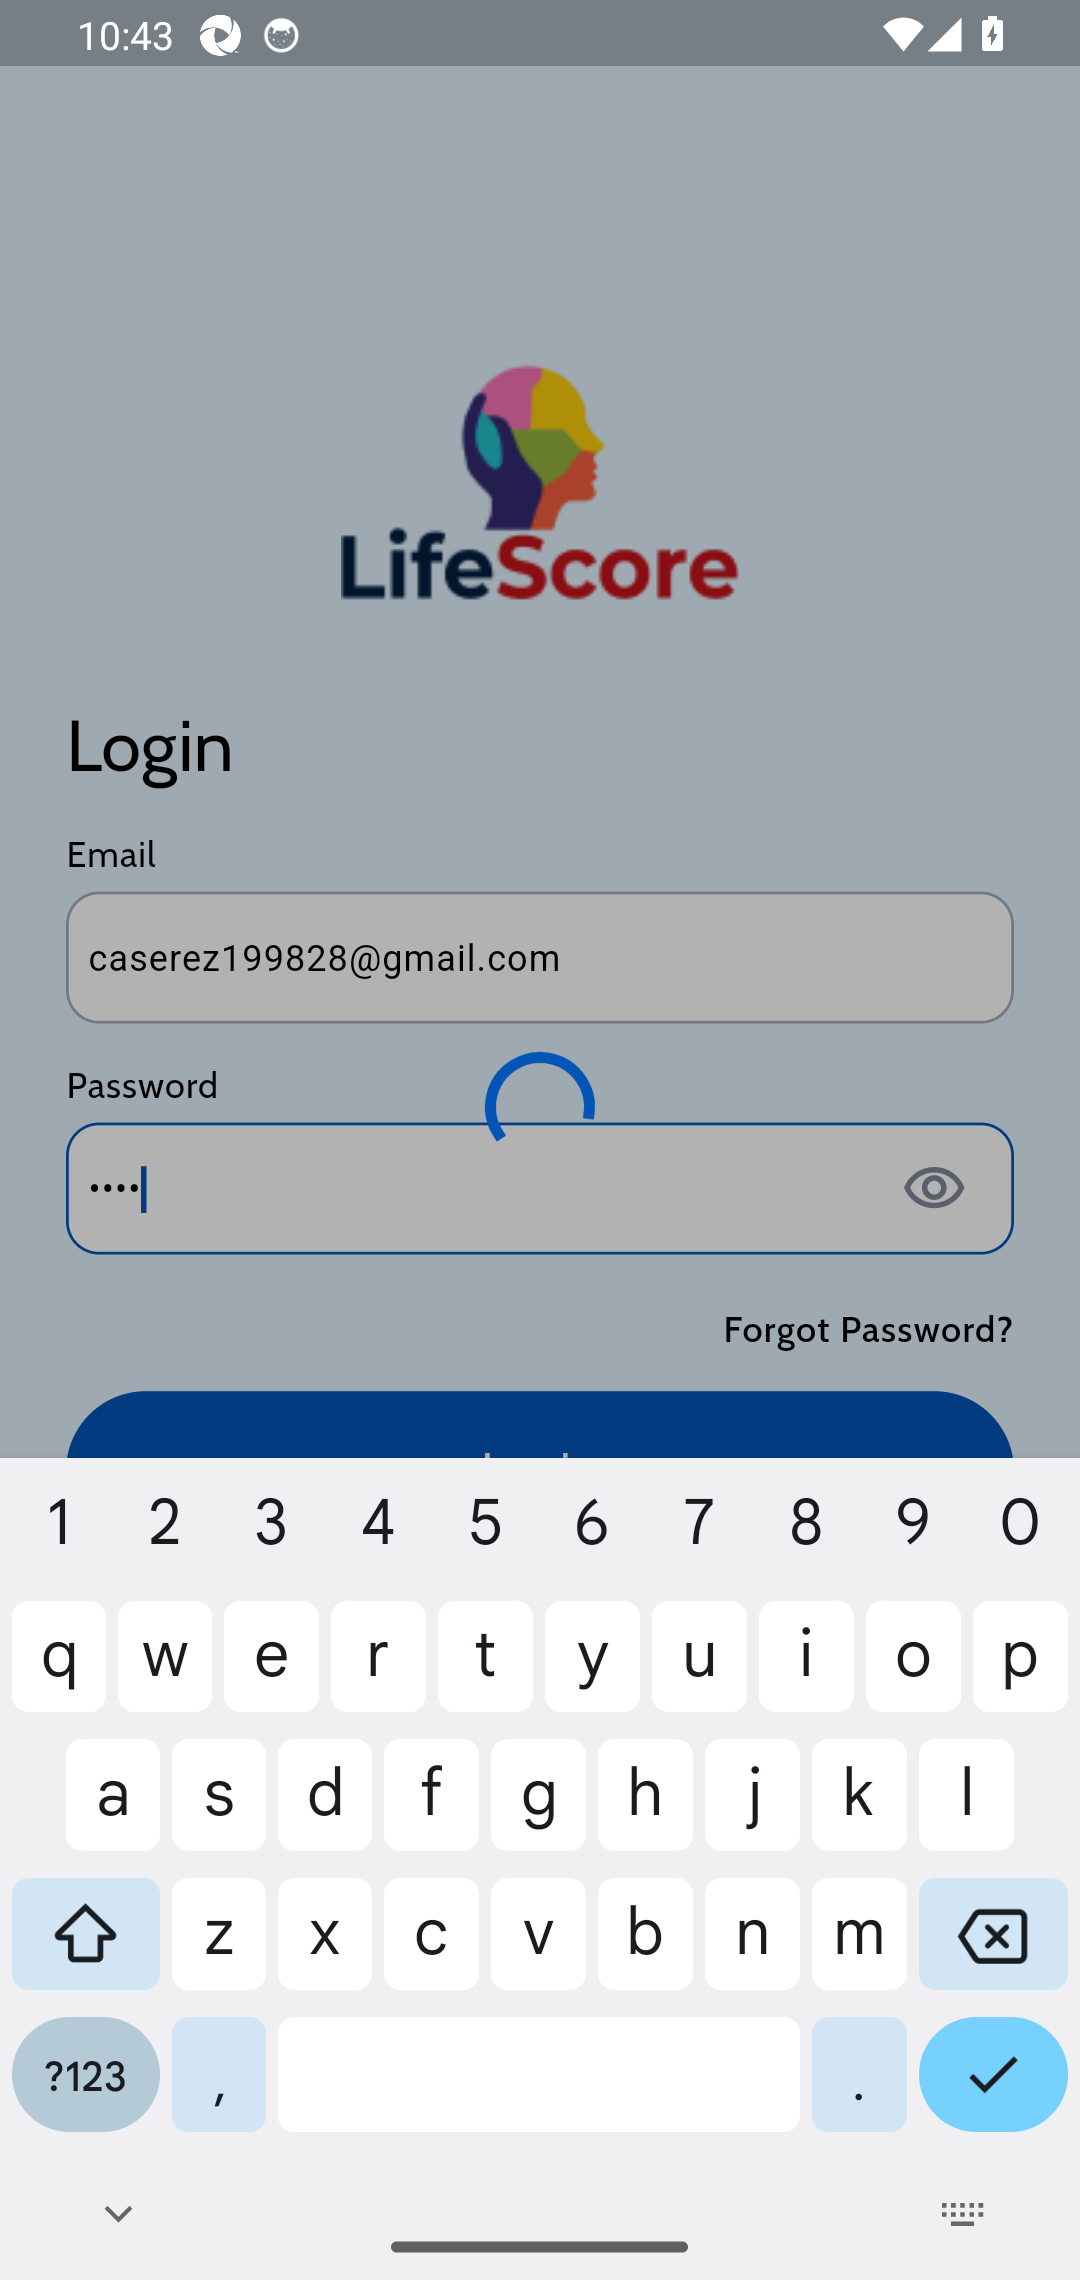 10:43
LifeScore
Login
Email
caserez199828@gmail.com
Password
••••
Forgot Password?
1 2 3 4 5 6 7 8 9 0
q w e r t y u i o p
a s d f g h j k l
z x c v b n m
?123 , .